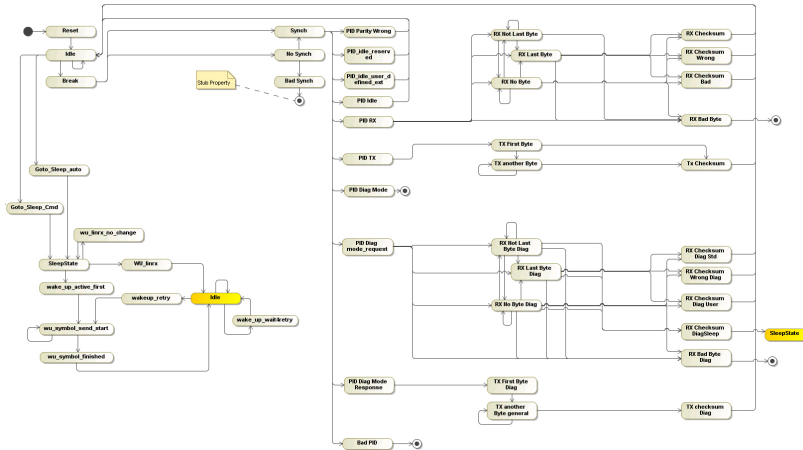 Reset
Idle
Break
Synch
No Synch
Bad Synch
Stub Property
PID Parity Wrong
PID_idle_reserv
ed
PID_idle_user_d
efined_ext
PID Idle
PID RX
PID TX
PID Diag Mode
PID Diag
mode_request
PID Diag Mode
Response
Bad PID
RX Not Last Byte
RX Last Byte
RX No Byte
RX Checksum
RX Checksum
Wrong
RX Checksum
Bad
RX Bad Byte
TX First Byte
TX another Byte
Tx Checksum
RX Not Last
Byte Diag
RX Last Byte
Diag
RX No Byte Diag
RX Checksum
Diag Std
RX Checksum
Wrong Diag
RX Checksum
Diag User
RX Checksum
DiagSleep
RX Bad Byte
Diag
SleepState
TX First Byte
Diag
TX another
Byte general
TX checksum
Diag
Goto_Sleep_auto
Goto_Sleep_Cmd
wu_linrx_no_change
SleepState
WU_linrx
wake_up_active_first
wakeup_retry
Idle
wake_up_wait4retry
wu_symbol_send_start
wu_symbol_finished